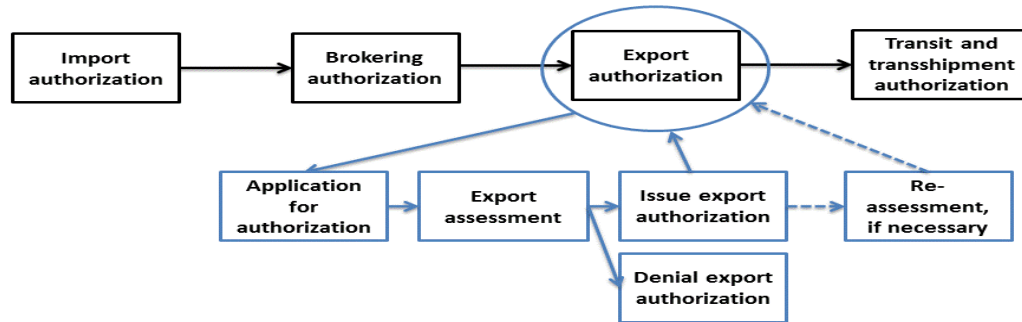 Import
authorization
Brokering
authorization
Export
authorization
Transit and
transshipment
authorization
Application
for
authorization
Export
assessment
Issue export
authorization
Re-
assessment,
if necessary
Denial export
authorization